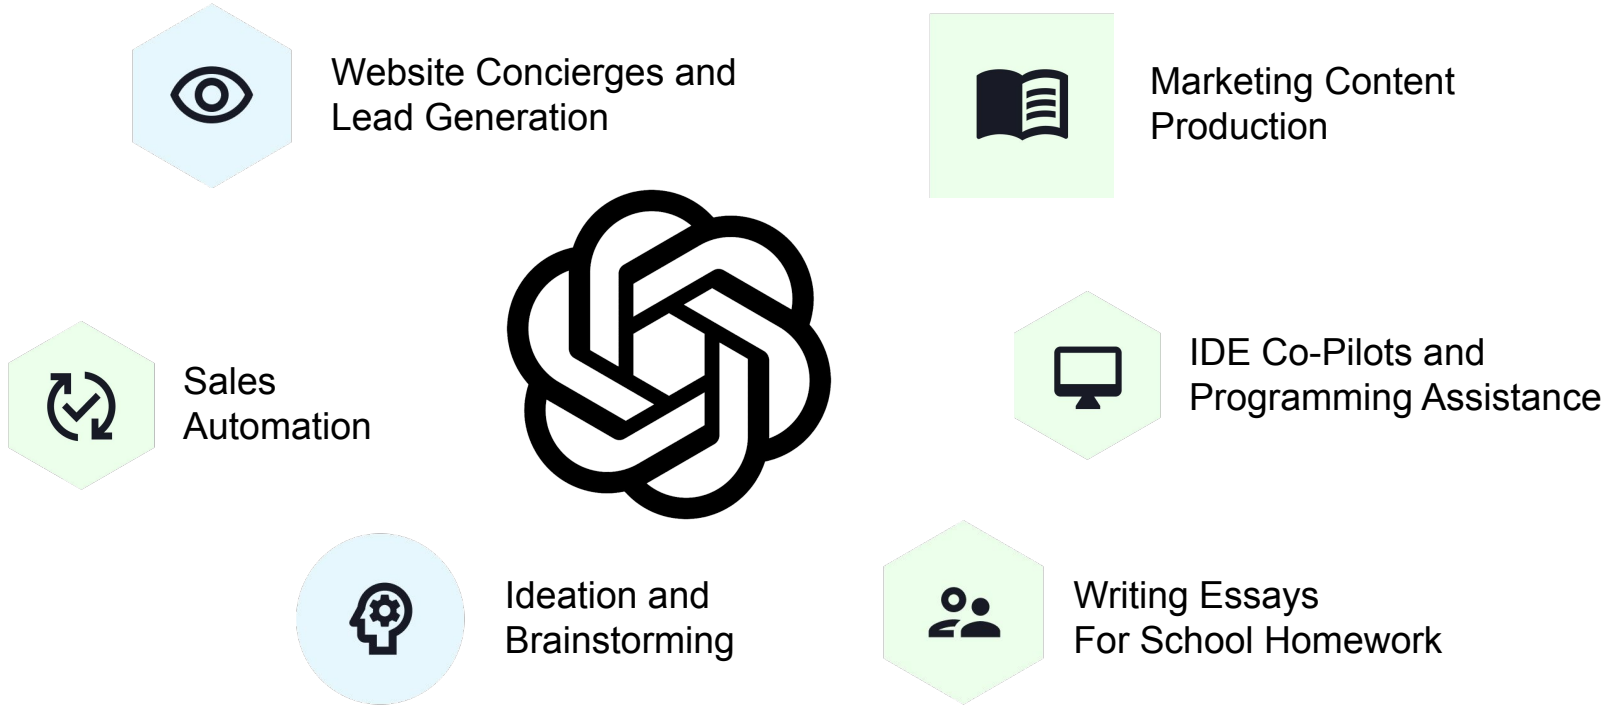 Website Concierges and
Lead Generation
Marketing Content
Production
Sales
Automation
IDE Co-Pilots and
Programming Assistance
Ideation and
Brainstorming
Writing Essays
For School Homework